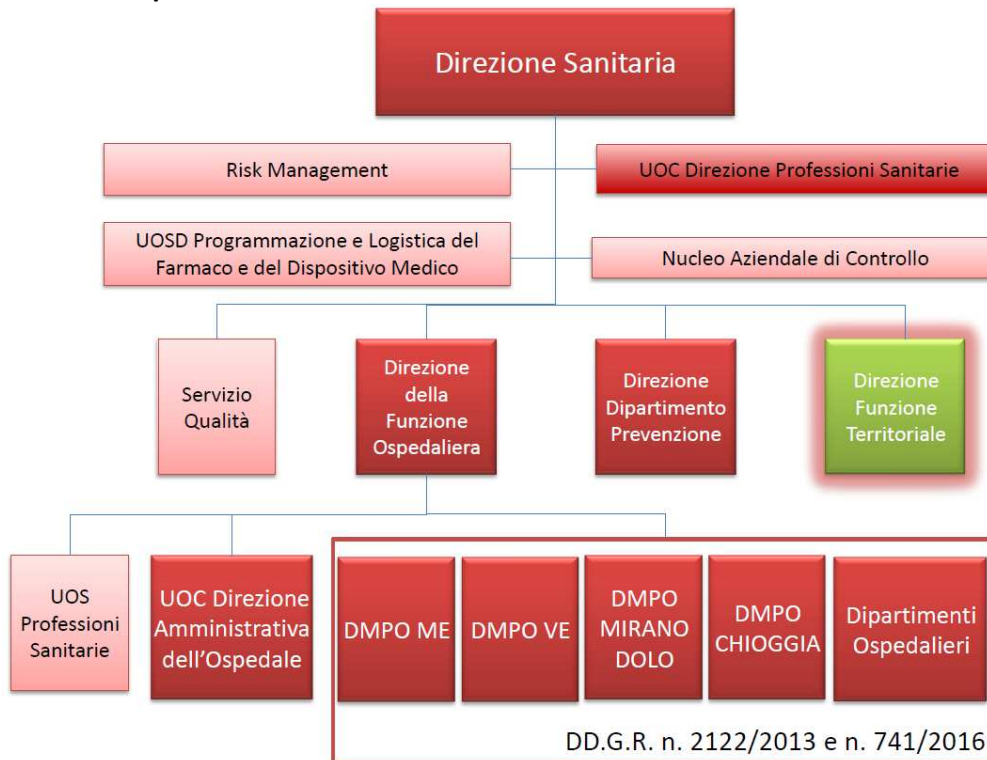 Direzione Sanitaria
Risk Management
UOC Direzione Professioni Sanitarie
UOSD Programmazione e Logistica del
Farmaco e del Dispositivo Medico
Nucleo Aziendale di Controllo
Servizio
Qualità
Direzione
della
Funzione
Ospedaliera
Direzione
Dipartimento
Prevenzione
Direzione
Funzione
Territoriale
UOS
Professioni
Sanitarie
UOC Direzione
Amministrativa
dell’Ospedale
DMPO ME
DMPO VE
DMPO
MIRANO
DOLO
DMPO
CHIOGGIA
Dipartimenti
Ospedalieri
DD.G.R. n. 2122/2013 e n. 741/2016